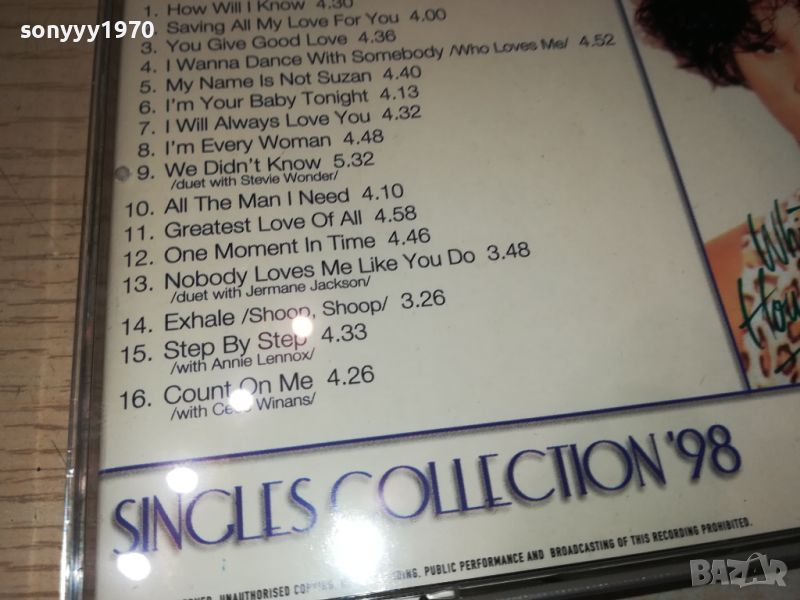 sonyyy1970
1. How Will I Know 4.30
2. Saving All My Love For You 4.00
3. You Give Good Love 4.36
4. I Wanna Dance With Somebody /Who Loves Me/ 4.52
5. My Name Is Not Suzan 4.40
6. I'm Your Baby Tonight 4.13
7. I Will Always Love You 4.32
8. I'm Every Woman 4.48
9. We Didn't Know 5.32
/duet with Stevie Wonder/
10. All The Man I Need 4.10
11. Greatest Love Of All 4.58
12. One Moment In Time 4.46
13. Nobody Loves Me Like You Do 3.48
/duet with Jermane Jackson/
14. Exhale /Shoop, Shoop/ 3.26
15. Step By Step 4.33
/with Annie Lennox/
16. Count On Me 4.26
/with Winans/
SINGLES COLLECTION '98
UNAUTHORISED PUBLIC PERFORMANCE AND BROADCASTING OF THIS RECORDING PROHIBITED.
BAZAR